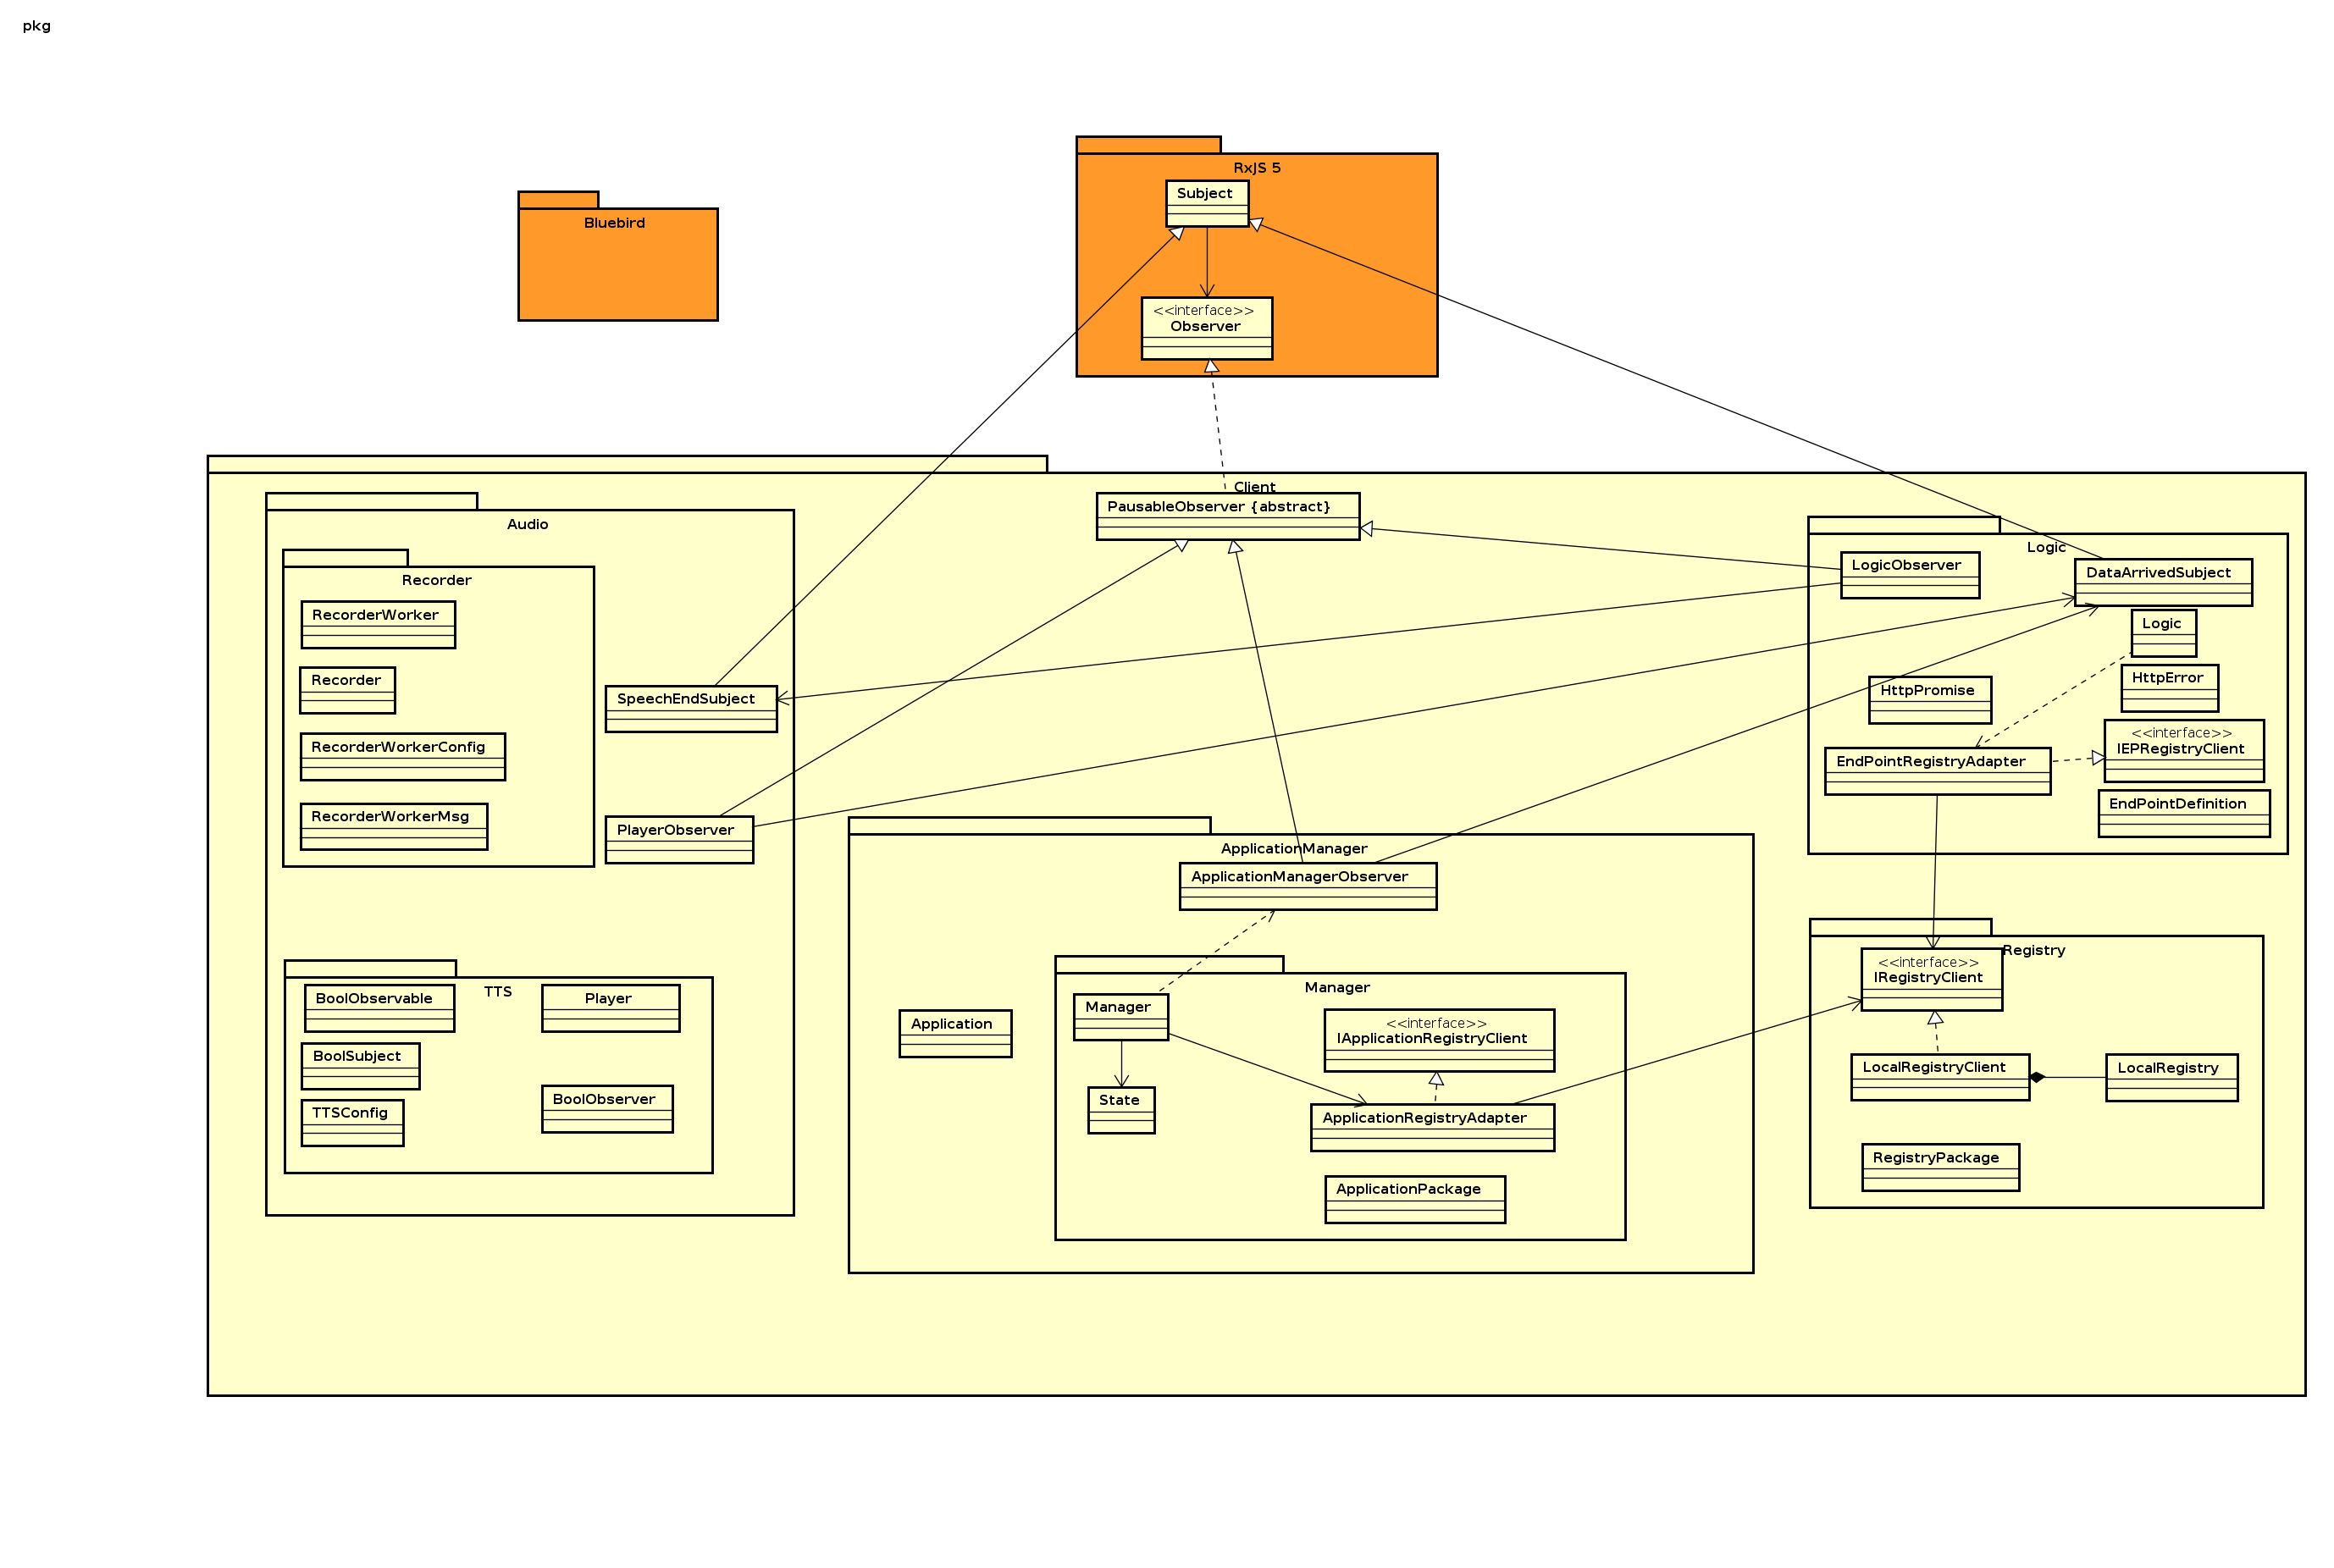 pkg
RxJS 5
Subject
<<interface>>
Observer
Bluebird
Client
PausableObserver {abstract}
Audio
Recorder
RecorderWorker
Recorder
RecorderWorkerConfig
RecorderWorkerMsg
SpeechEndSubject
PlayerObserver
TTS
BoolObservable
Player
BoolSubject
BoolObserver
TTSConfig
ApplicationManager
ApplicationManagerObserver
Application
Manager
Manager
<<interface>>
IApplicationRegistryClient
State
ApplicationRegistryAdapter
ApplicationPackage
Logic
LogicObserver
DataArrivedSubject
Logic
HttpError
HttpPromise
<<interface>>
IEPRegistryClient
EndPointRegistryAdapter
EndPointDefinition
Registry
<<interface>>
IRegistryClient
LocalRegistryClient
LocalRegistry
RegistryPackage